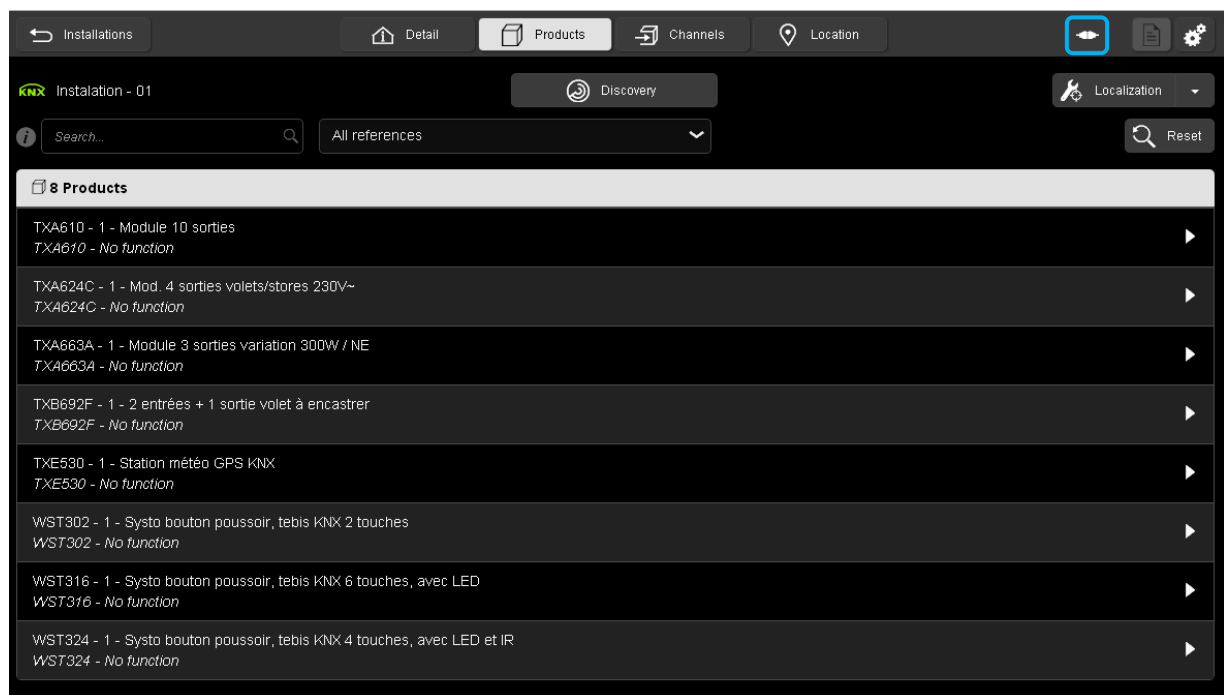 Installations
Detail
Products
Channels
Location
KNX Instalation - 01
Discovery
Localization
i
Search...
All references
Reset
8 Products
TXA610 - 1 - Module 10 sorties
TXA610 - No function
TXA624C - 1 - Mod. 4 sorties volets/stores 230V~
TXA624C - No function
TXA663A - 1 - Module 3 sorties variation 300W / NE
TXA663A - No function
TXB692F - 1 - 2 entrées + 1 sortie volet à encastrer
TXB692F - No function
TXE530 - 1 - Station météo GPS KNX
TXE530 - No function
WST302 - 1 - Systo bouton poussoir, tebis KNX 2 touches
WST302 - No function
WST316 - 1 - Systo bouton poussoir, tebis KNX 6 touches, avec LED
WST316 - No function
WST324 - 1 - Systo bouton poussoir, tebis KNX 4 touches, avec LED et IR
WST324 - No function